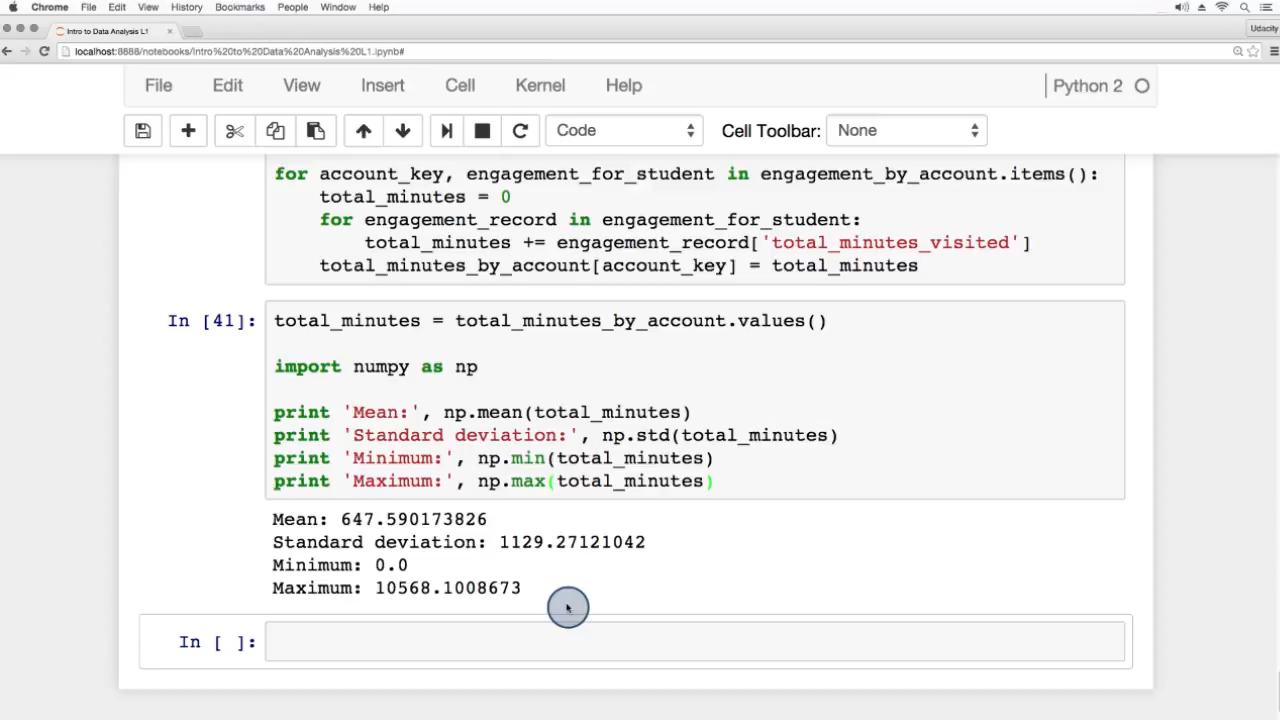 Chrome File Edit View History Bookmarks People Window Help
Intro to Data Analysis L1
Udacity
localhost:8888/notebooks/Intro%20to%20Data%20Analysis%20L1.ipynb#
File Edit View Insert Cell Kernel Help Python 2
Code Cell Toolbar: None
for account_key, engagement_for_student in engagement_by_account.items():
    total_minutes = 0
    for engagement_record in engagement_for_student:
        total_minutes += engagement_record['total_minutes_visited']
    total_minutes_by_account[account_key] = total_minutes
In [41]: total_minutes = total_minutes_by_account.values()
import numpy as np
print 'Mean:', np.mean(total_minutes)
print 'Standard deviation:', np.std(total_minutes)
print 'Minimum:', np.min(total_minutes)
print 'Maximum:', np.max(total_minutes)
Mean: 647.590173826
Standard deviation: 1129.27121042
Minimum: 0.0
Maximum: 10568.1008673
In [ ]: